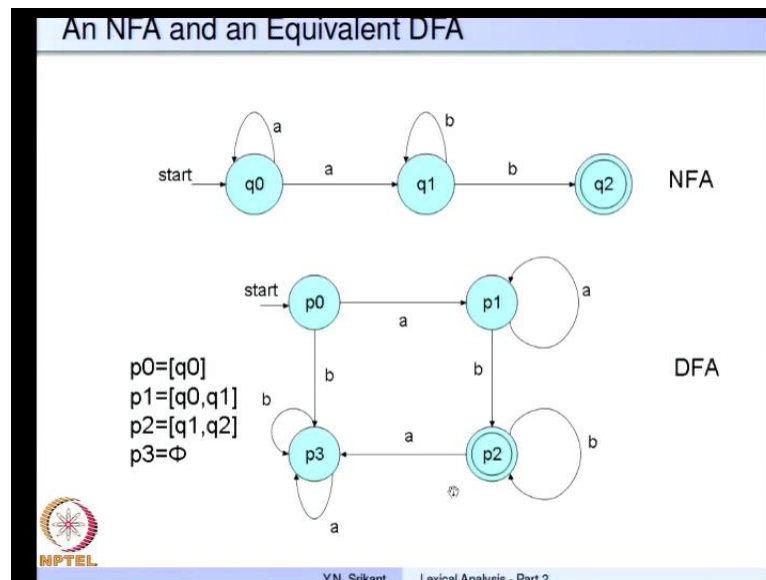 An NFA and an Equivalent DFA
a
b
start
q0
a
q1
b
q2
NFA
start
p0
a
p1
a
DFA
p0=[q0]
p1=[q0,q1]
p2=[q1,q2]
p3=Φ
b
b
b
p3
a
p2
b
a
NPTEL
Y.N. Srikant
Lexical Analysis - Part 2